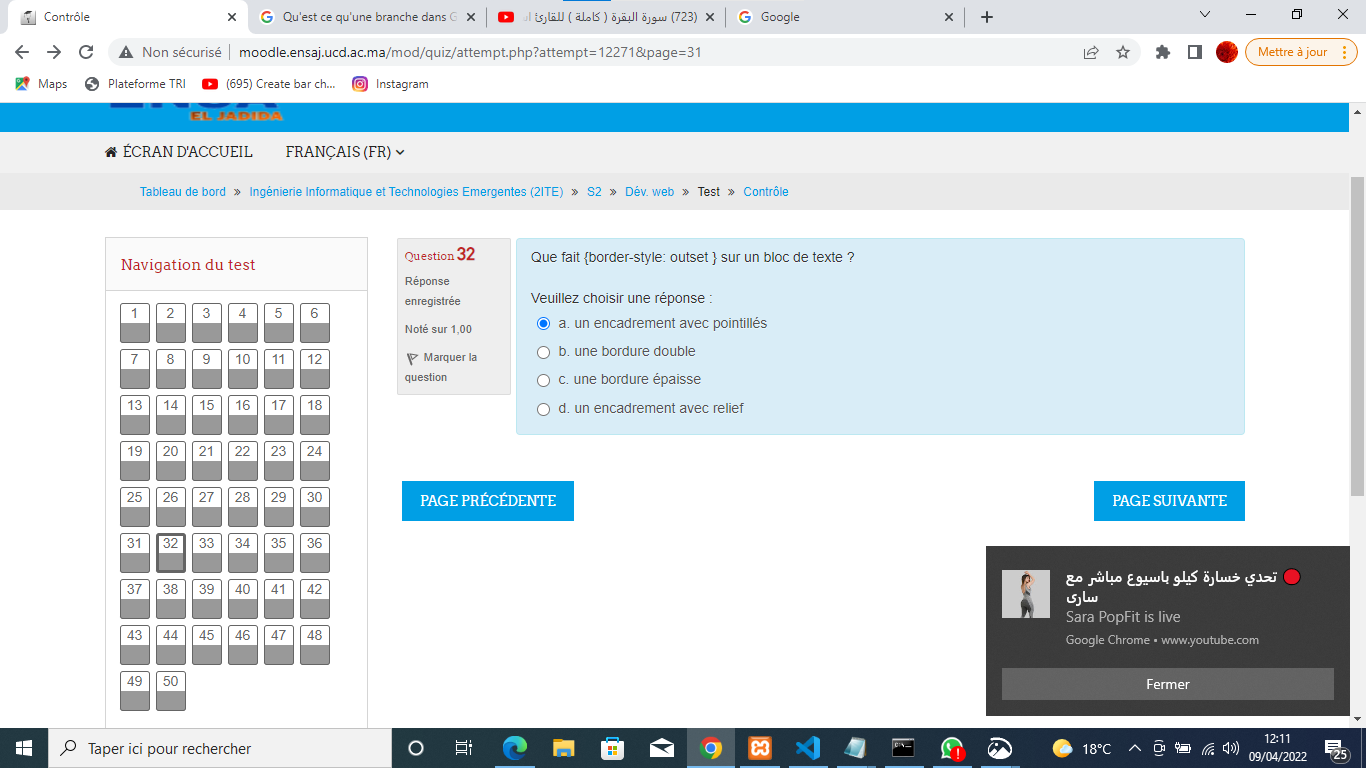 Contrôle
Qu'est ce qu'une branche dans G
(723) سورة البقرة ( كاملة ) للقارئ
Google
Non sécurisé
moodle.ensaj.ucd.ac.ma/mod/quiz/attempt.php?attempt=12271&page=31
Mettre à jour
Maps
Plateforme TRI
(695) Create bar ch...
Instagram
ENSA
EL JADIDA
ÉCRAN D'ACCUEIL
FRANÇAIS (FR)
Tableau de bord » Ingénierie Informatique et Technologies Emergentes (2ITE) » S2 » Dév. web » Test » Contrôle
Navigation du test
1 2 3 4 5 6
7 8 9 10 11 12
13 14 15 16 17 18
19 20 21 22 23 24
25 26 27 28 29 30
31 32 33 34 35 36
37 38 39 40 41 42
43 44 45 46 47 48
49 50
Question 32
Réponse
enregistrée
Noté sur 1,00
Marquer la
question
Que fait {border-style: outset } sur un bloc de texte ?
Veuillez choisir une réponse :
a. un encadrement avec pointillés
b. une bordure double
c. une bordure épaisse
d. un encadrement avec relief
PAGE PRÉCÉDENTE
PAGE SUIVANTE
تحدي خسارة كيلو باسبوع مباشر مع
سارى
Sara PopFit is live
Google Chrome • www.youtube.com
Fermer
Taper ici pour rechercher
18°C
12:11
09/04/2022
25